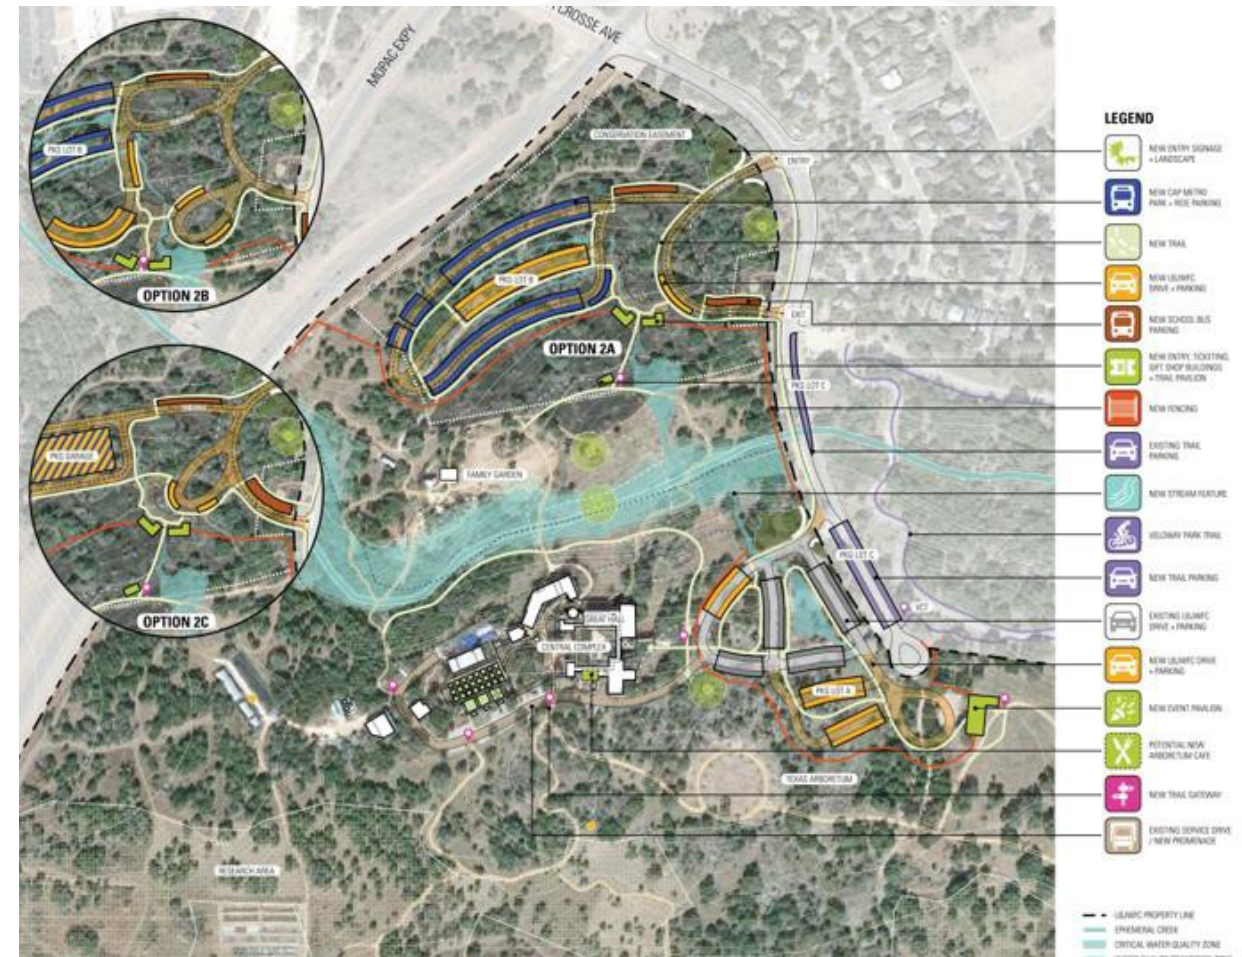 CROSSE AVE
MOPAC EXPY
CONSERVATION EASEMENT
ENTRY
PKG LOT B
OPTION 2B
PKG LOT B
EXIT
OPTION 2A
PKG LOT C
PKG GARAGE
OPTION 2C
FAMILY GARDEN
PKG LOT C
VCT
GREAT HALL
CENTRAL COMPLEX
PKG LOT A
TEXAS ARBORETUM
RESEARCH AREA
LEGEND
NEW ENTRY SIGNAGE
+ LANDSCAPE
NEW CAP METRO
PARK + RIDE PARKING
NEW TRAIL
NEW LBJWFC
DRIVE + PARKING
NEW SCHOOL BUS
PARKING
NEW ENTRY, TICKETING,
GIFT SHOP BUILDINGS
+ TRAIL PAVILION
NEW FENCING
EXISTING TRAIL
PARKING
NEW STREAM FEATURE
VELOWAY PARK TRAIL
NEW TRAIL PARKING
EXISTING LBJWFC
DRIVE + PARKING
NEW LBJWFC DRIVE
+ PARKING
NEW EVENT PAVILION
POTENTIAL NEW
ARBORETUM CAFE
NEW TRAIL GATEWAY
EXISTING SERVICE DRIVE
/ NEW PROMENADE
LBJWFC PROPERTY LINE
EPHEMERAL CREEK
CRITICAL WATER QUALITY ZONE